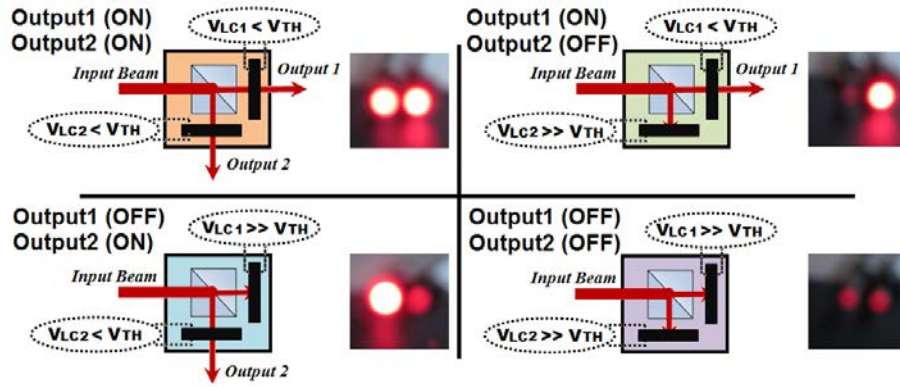 Output1 (ON)
Output2 (ON)
VLC1 < VTH
Input Beam
Output 1
VLC2 < VTH
Output 2
Output1 (ON)
Output2 (OFF)
VLC1 < VTH
Input Beam
Output 1
VLC2 >> VTH
Output1 (OFF)
Output2 (ON)
VLC1 >> VTH
Input Beam
VLC2 < VTH
Output 2
Output1 (OFF)
Output2 (OFF)
VLC1 >> VTH
Input Beam
VLC2 >> VTH